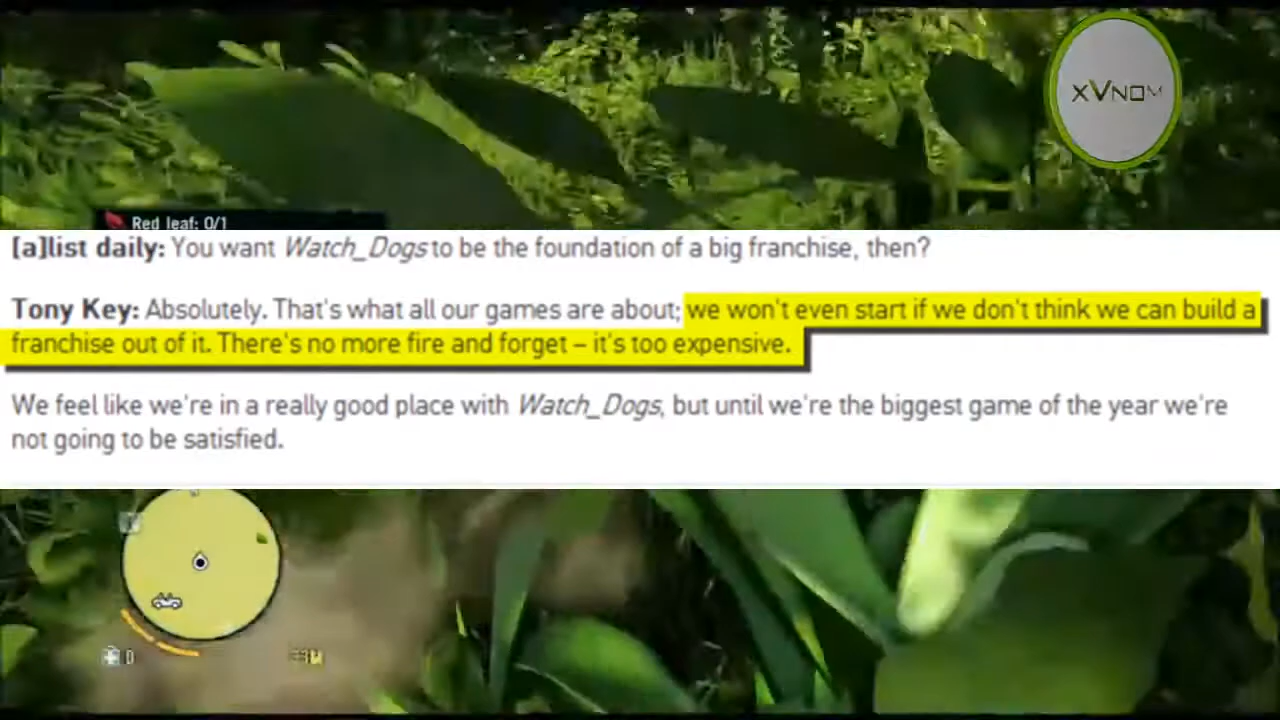 XVNOM
Red leaf: 0/1
[a]list daily: You want Watch_Dogs to be the foundation of a big franchise, then?
Tony Key: Absolutely. That's what all our games are about; we won't even start if we don't think we can build a
franchise out of it. There's no more fire and forget – it's too expensive.
We feel like we're in a really good place with Watch_Dogs, but until we're the biggest game of the year we're
not going to be satisfied.
0